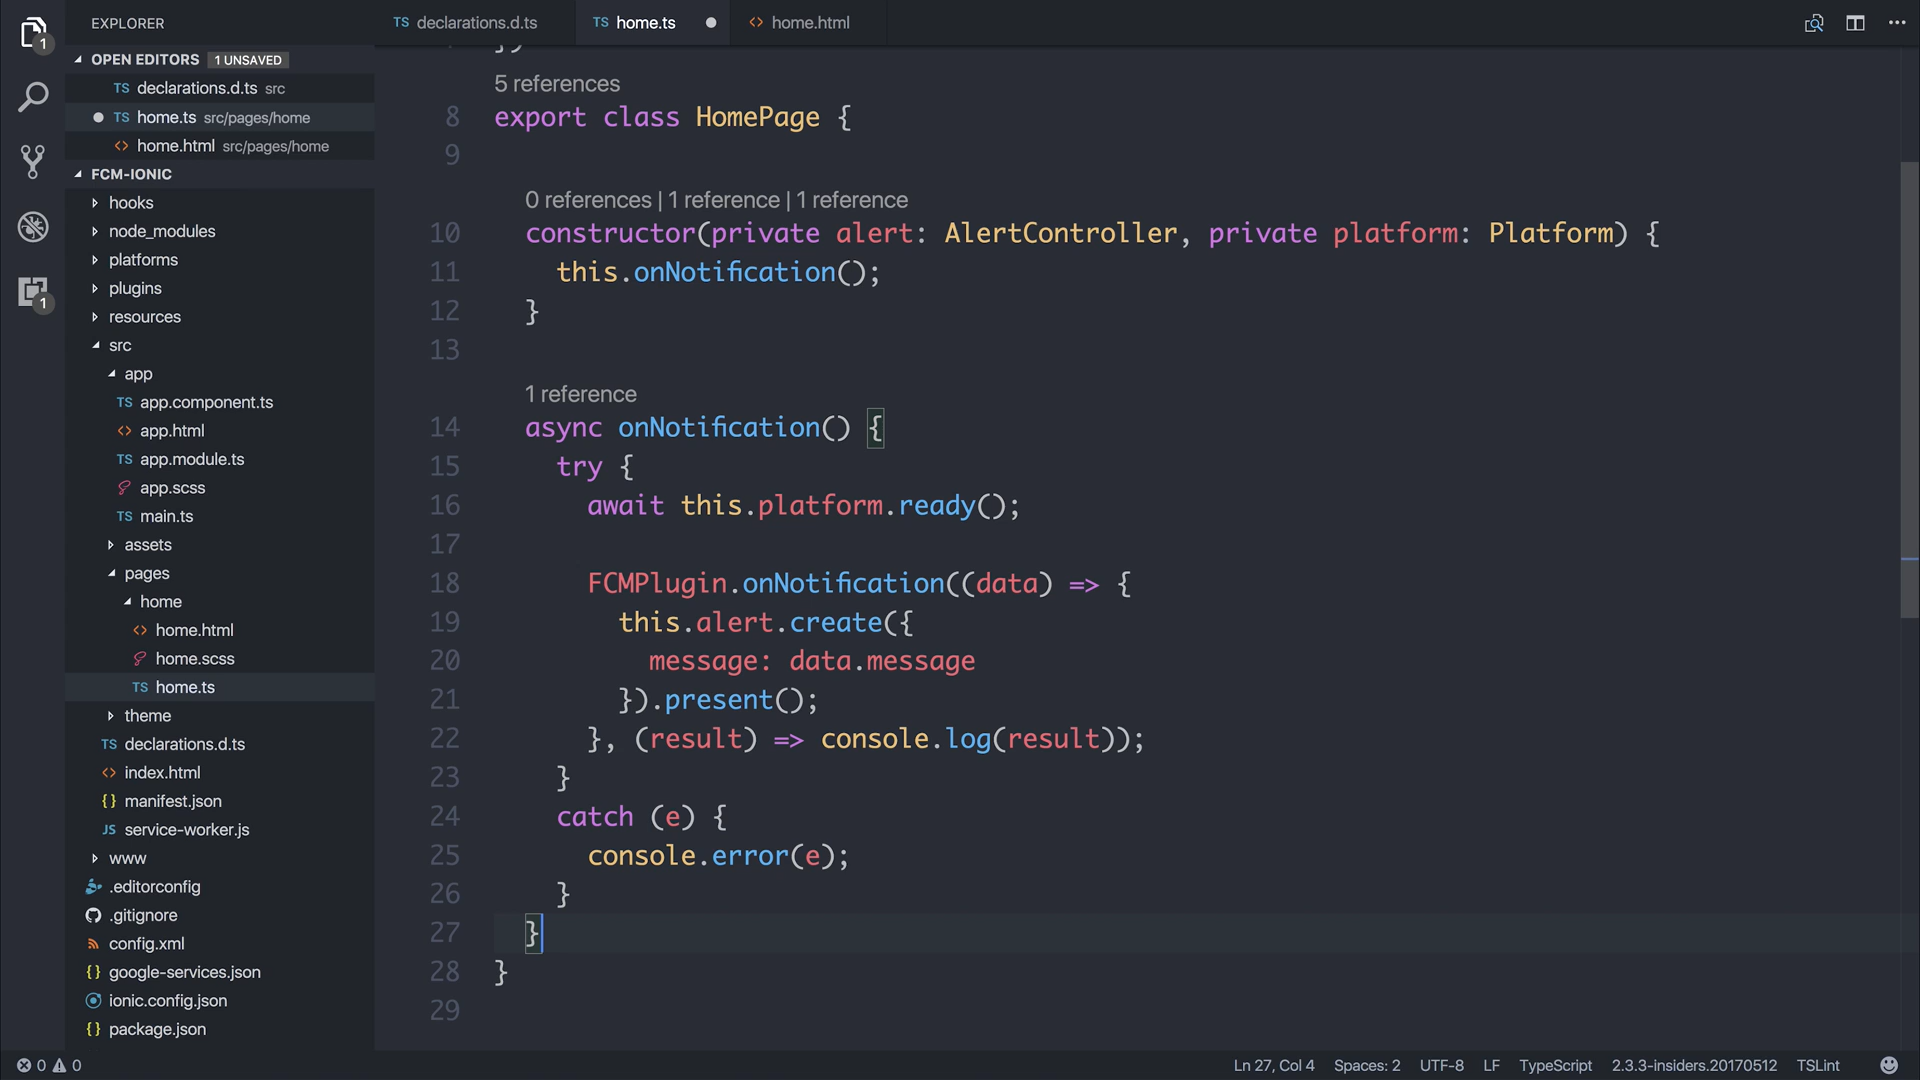 EXPLORER
OPEN EDITORS 1 UNSAVED
TS declarations.d.ts src
TS home.ts src/pages/home
<> home.html src/pages/home
FCM-IONIC
hooks
node_modules
platforms
plugins
resources
src
app
TS app.component.ts
<> app.html
TS app.module.ts
app.scss
TS main.ts
assets
pages
home
<> home.html
home.scss
TS home.ts
theme
TS declarations.d.ts
<> index.html
{} manifest.json
JS service-worker.js
www
.editorconfig
.gitignore
config.xml
{} google-services.json
ionic.config.json
{} package.json
1
1
TS declarations.d.ts
TS home.ts
<> home.html
5 references
8 export class HomePage {
9
0 references | 1 reference | 1 reference
10 constructor(private alert: AlertController, private platform: Platform) {
11 this.onNotification();
12 }
13
1 reference
14 async onNotification() {
15 try {
16 await this.platform.ready();
17
18 FCMPlugin.onNotification((data) => {
19 this.alert.create({
20 message: data.message
21 }).present();
22 }, (result) => console.log(result));
23 }
24 catch (e) {
25 console.error(e);
26 }
27 }
28 }
29
0 0
Ln 27, Col 4 Spaces: 2 UTF-8 LF TypeScript 2.3.3-insiders.20170512 TSLint